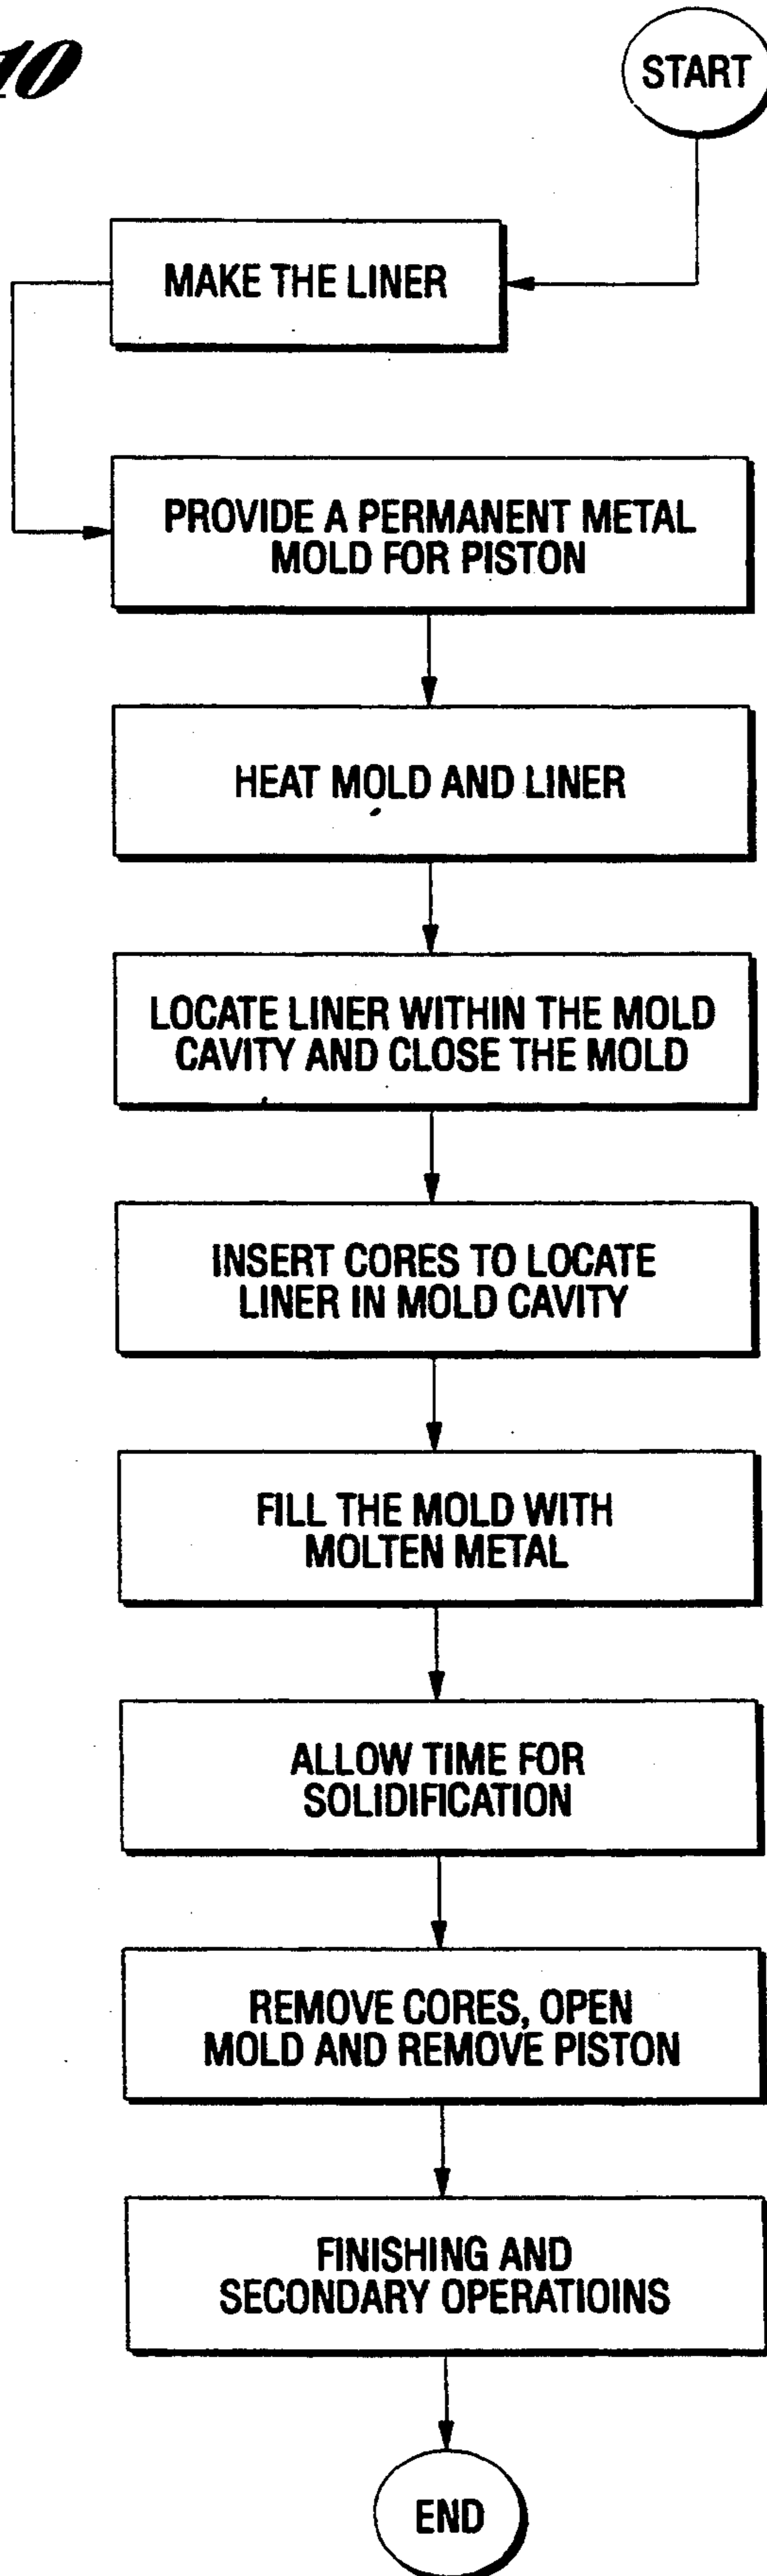 10
START
MAKE THE LINER
PROVIDE A PERMANENT METAL
MOLD FOR PISTON
HEAT MOLD AND LINER
LOCATE LINER WITHIN THE MOLD
CAVITY AND CLOSE THE MOLD
INSERT CORES TO LOCATE
LINER IN MOLD CAVITY
FILL THE MOLD WITH
MOLTEN METAL
ALLOW TIME FOR
SOLIDIFICATION
REMOVE CORES, OPEN
MOLD AND REMOVE PISTON
FINISHING AND
SECONDARY OPERATIOINS
END